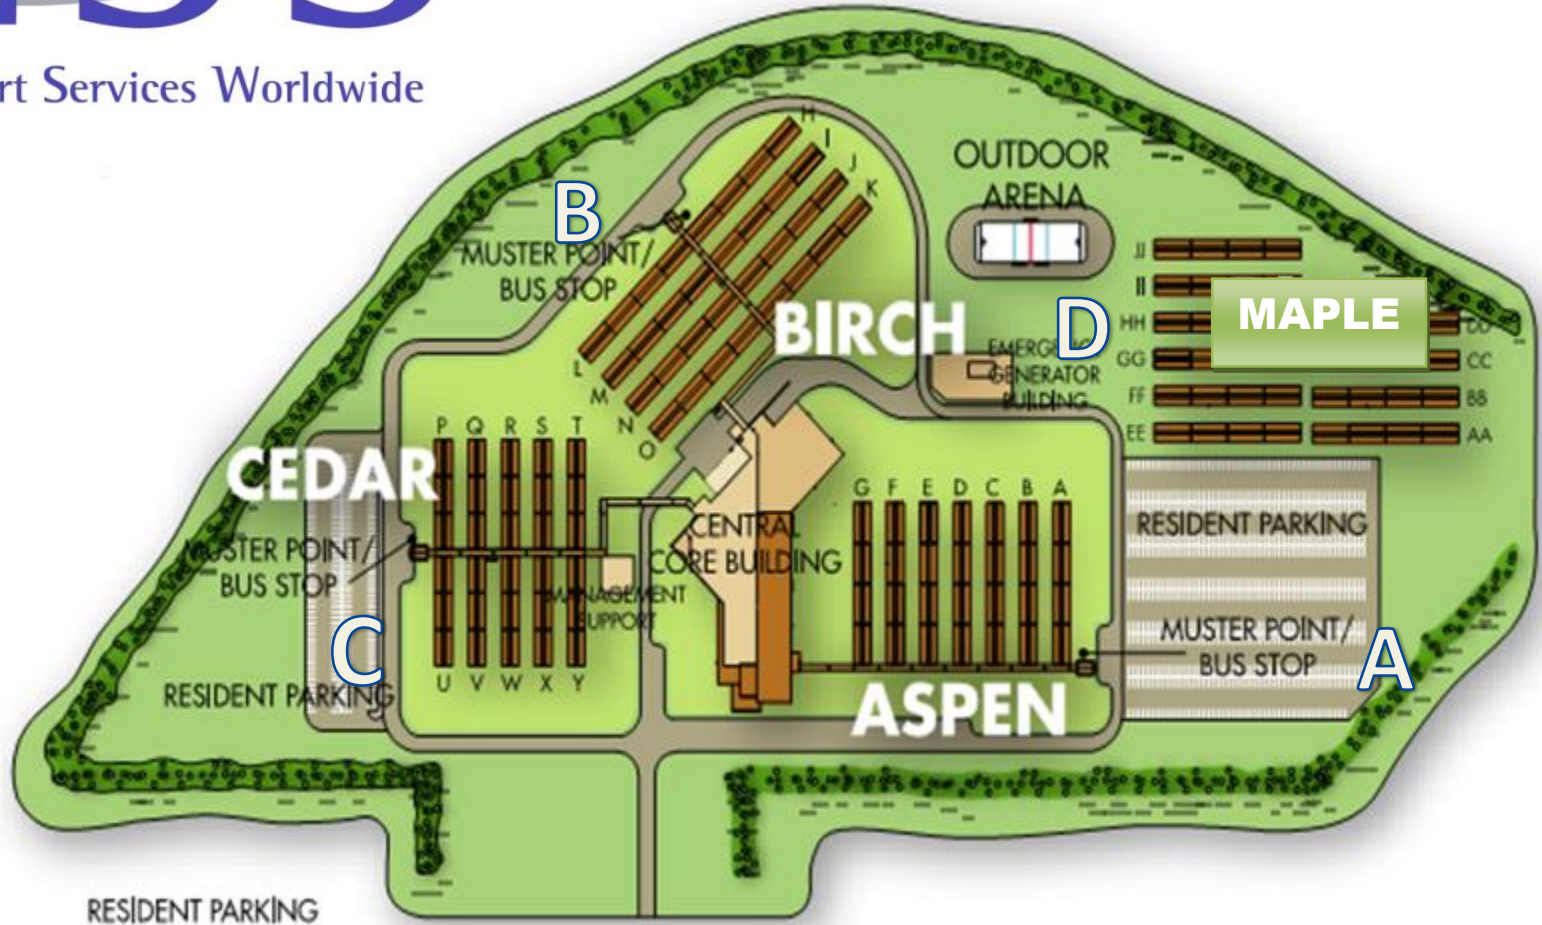 rt Services Worldwide
H
I
J
K
OUTDOOR
ARENA
B
MUSTER POINT/
BUS STOP
JJ
II
MAPLE
BIRCH
D
HH
DD
EMERGENCY
GENERATOR
BUILDING
GG
CC
L
M
N
O
FF
BB
EE
AA
P Q R S T
CEDAR
G F E D C B A
CENTRAL
CORE BUILDING
RESIDENT PARKING
MUSTER POINT/
BUS STOP
MANAGEMENT
SUPPORT
C
MUSTER POINT/
BUS STOP
A
U V W X Y
RESIDENT PARKING
ASPEN
RESIDENT PARKING